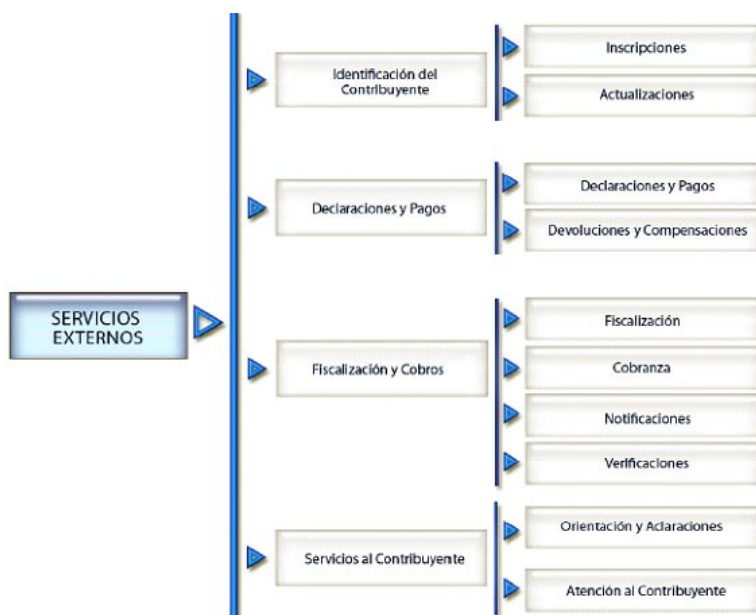 SERVICIOS
EXTERNOS
Identificación del
Contribuyente
Inscripciones
Actualizaciones
Declaraciones y Pagos
Declaraciones y Pagos
Devoluciones y Compensaciones
Fiscalización y Cobros
Fiscalización
Cobranza
Notificaciones
Verificaciones
Servicios al Contribuyente
Orientación y Aclaraciones
Atención al Contribuyente